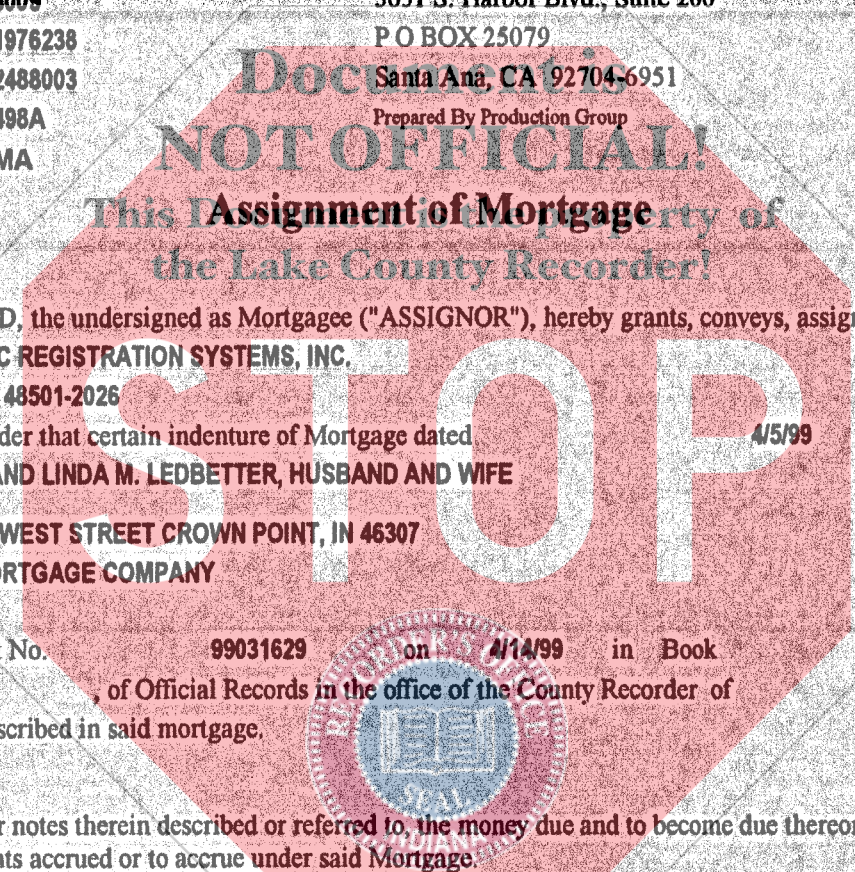 3631 S. Harbor Blvd., Suite 200
1976238 P O BOX 25079
2488003 Santa Ana, CA 92704-6951
498A Prepared By Production Group
MA
Document is
NOT OFFICIAL!
This Document is the property of
the Lake County Recorder!
Assignment of Mortgage
D, the undersigned as Mortgagee ("ASSIGNOR"), hereby grants, conveys, assign
C REGISTRATION SYSTEMS, INC.
48501-2026
der that certain indenture of Mortgage dated 4/5/99
AND LINDA M. LEDBETTER, HUSBAND AND WIFE
WEST STREET CROWN POINT, IN 46307
ORTGAGE COMPANY
STOP
No. 99031629 on 4/14/99 in Book
, of Official Records in the office of the County Recorder of
scribed in said mortgage.
RECORDER'S OFFICE
SEAL
INDIANA
r notes therein described or referred to, the money due and to become due thereon
nts accrued or to accrue under said Mortgage.